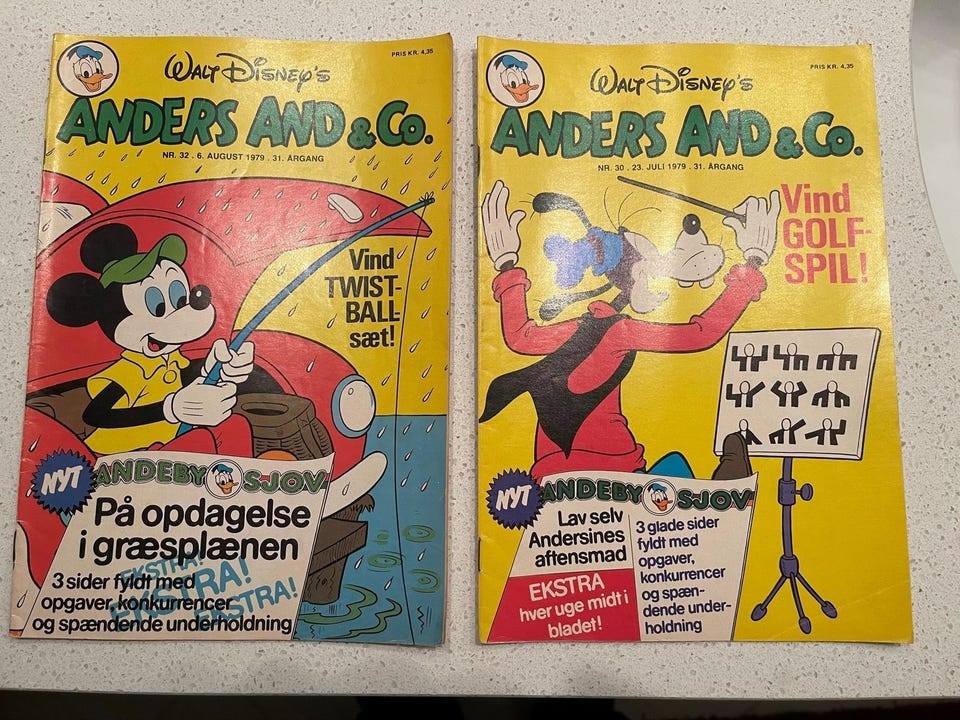 PRIS KR. 4,35
WALT DISNEY'S
ANDERS AND & Co.
NR. 32 . 6. AUGUST 1979 . 31. ÅRGANG
Vind
TWIST-
BALL-
sæt!
NYT
ANDEBY SJOV
På opdagelse
i græsplænen
EKSTRA!
EKSTRA!
EKSTRA!
3 sider fyldt med
opgaver, konkurrencer
og spændende underholdning
PRIS KR. 4,35
WALT DISNEY'S
ANDERS AND & Co.
NR. 30 . 23. JULI 1979 . 31. ÅRGANG
Vind
GOLF-
SPIL!
NYT
ANDEBY SJOV
Lav selv
Andersines
aftensmad
EKSTRA
hver uge midt i
bladet!
3 glade sider
fyldt med
opgaver,
konkurrencer
og spæn-
dende under-
holdning